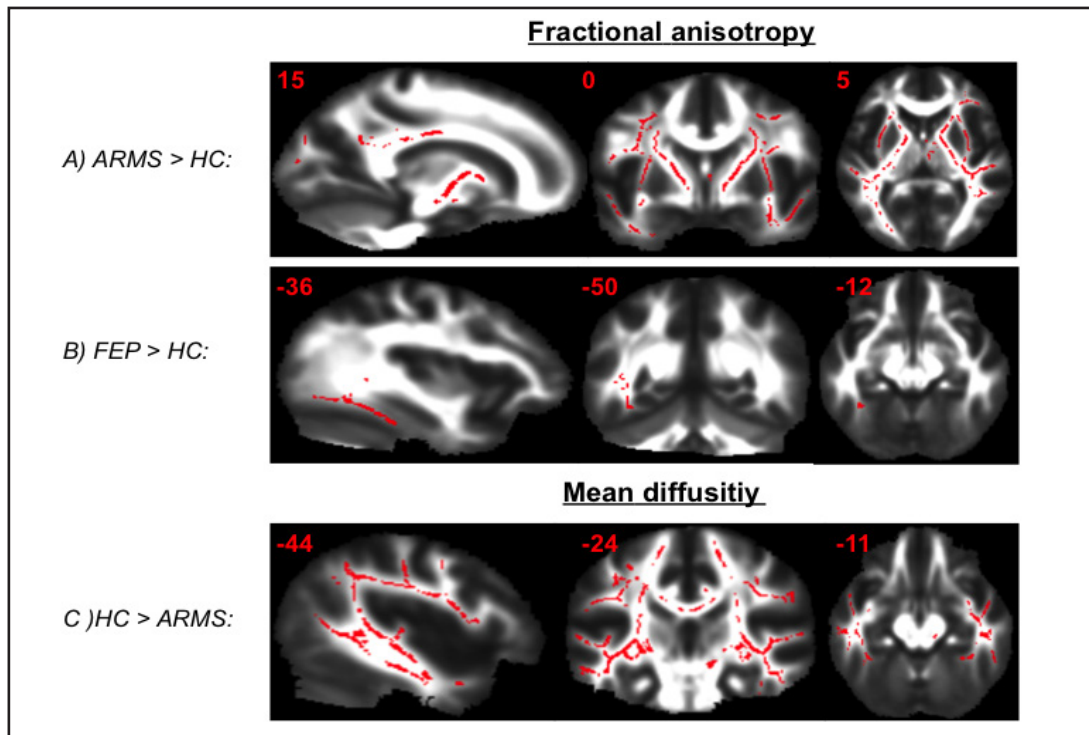 Fractional anisotropy
15 0 5
A) ARMS > HC:
-36 -50 -12
B) FEP > HC:
Mean diffusitiy
-44 -24 -11
C )HC > ARMS: